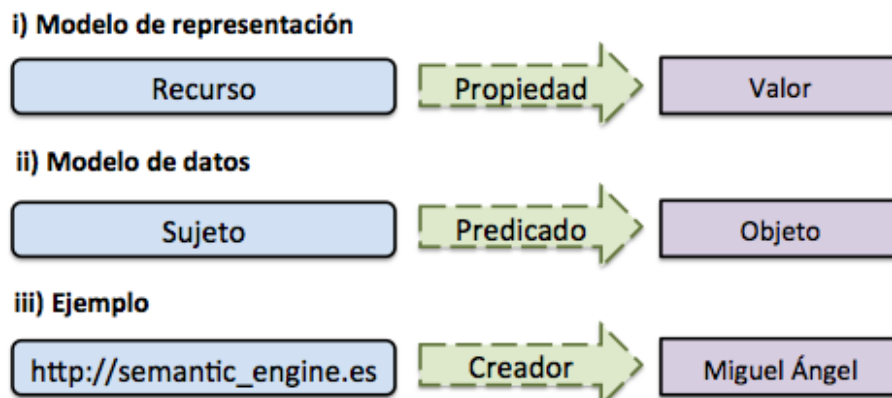 i) Modelo de representación
Recurso Propiedad Valor
ii) Modelo de datos
Sujeto Predicado Objeto
iii) Ejemplo
http://semantic_engine.es Creador Miguel Ángel